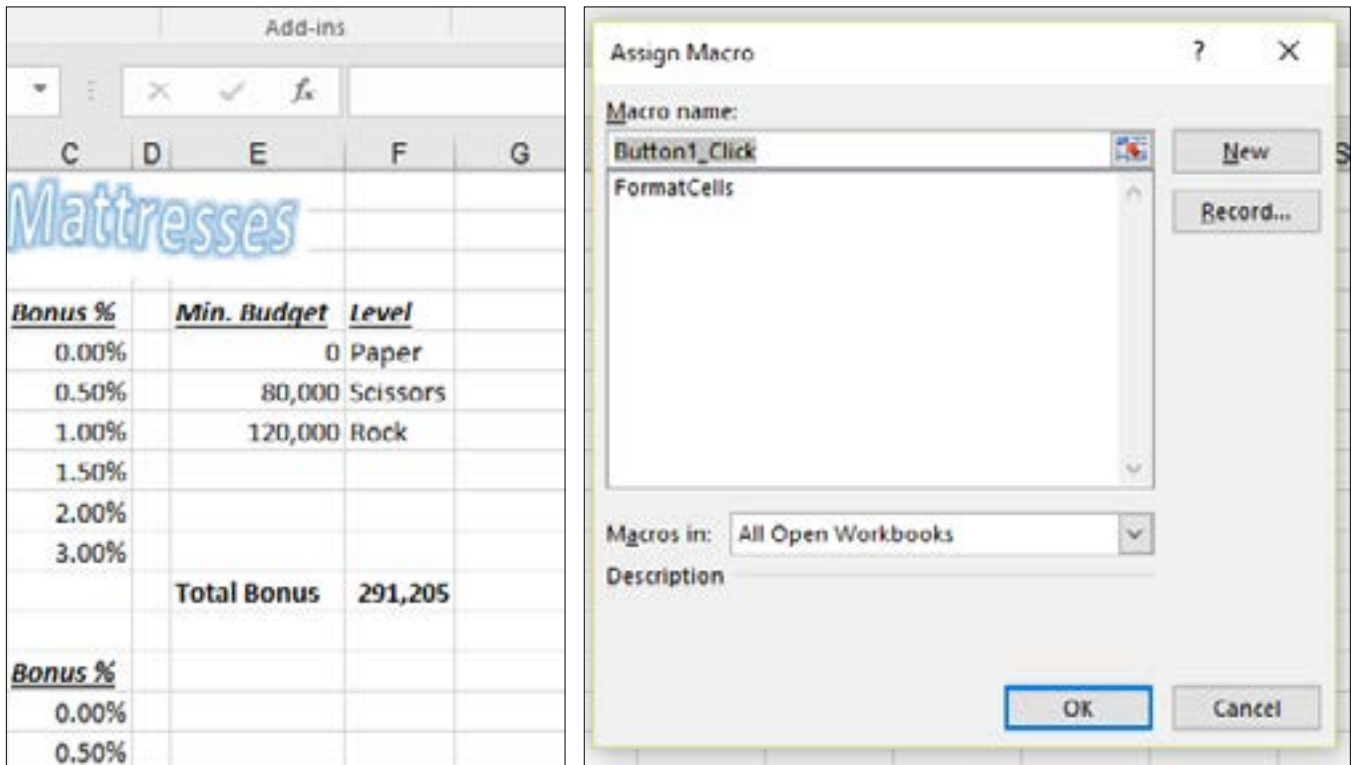 Add-ins
fx
C D E F G
Mattresses
Bonus % Min. Budget Level
0.00% 0 Paper
0.50% 80,000 Scissors
1.00% 120,000 Rock
1.50%
2.00%
3.00%
Total Bonus 291,205
Bonus %
0.00%
0.50%
Assign Macro ?
Macro name:
Button1_Click
New
S
FormatCells
Record...
Macros in: All Open Workbooks
Description
OK Cancel